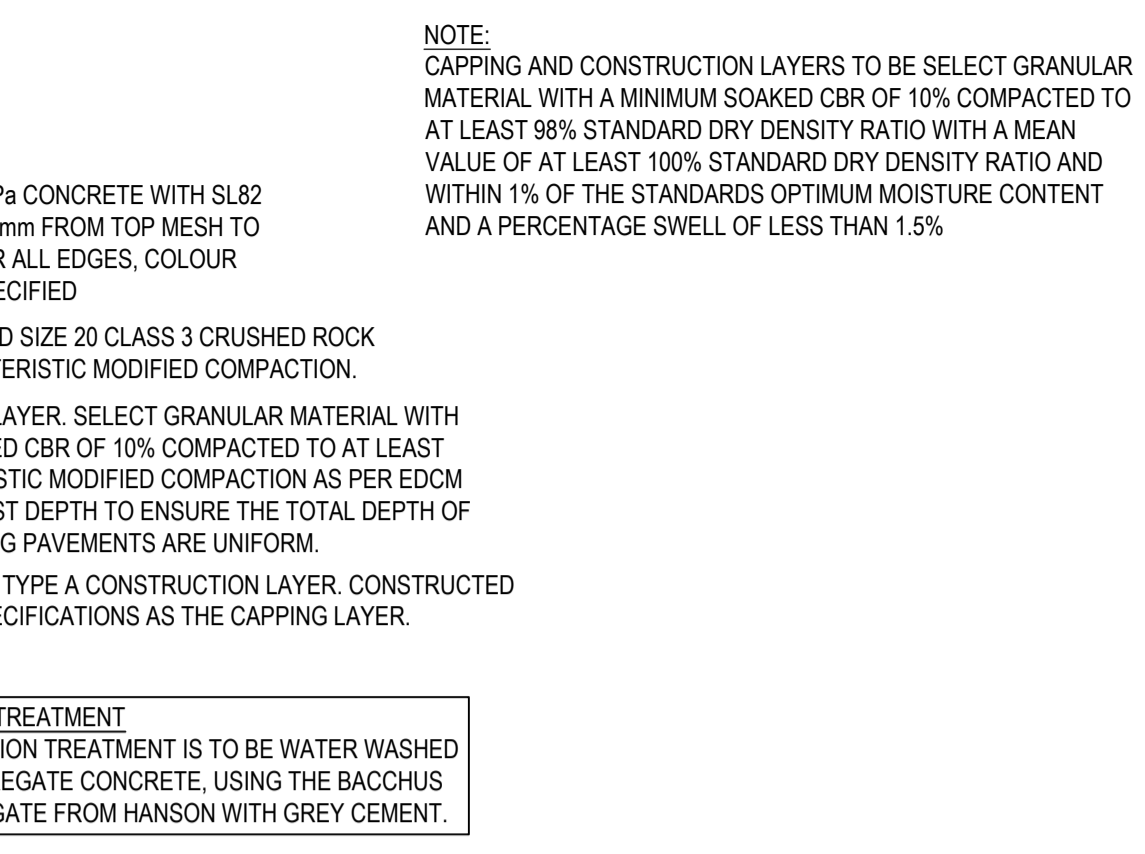 NOTE:
CAPPING AND CONSTRUCTION LAYERS TO BE SELECT GRANULAR
MATERIAL WITH A MINIMUM SOAKED CBR OF 10% COMPACTED TO
AT LEAST 98% STANDARD DRY DENSITY RATIO WITH A MEAN
VALUE OF AT LEAST 100% STANDARD DRY DENSITY RATIO AND
WITHIN 1% OF THE STANDARDS OPTIMUM MOISTURE CONTENT
AND A PERCENTAGE SWELL OF LESS THAN 1.5%
Pa CONCRETE WITH SL82
mm FROM TOP MESH TO
R ALL EDGES, COLOUR
ECIFIED
D SIZE 20 CLASS 3 CRUSHED ROCK
TERISTIC MODIFIED COMPACTION.
LAYER. SELECT GRANULAR MATERIAL WITH
ED CBR OF 10% COMPACTED TO AT LEAST
ISTIC MODIFIED COMPACTION AS PER EDCM
ST DEPTH TO ENSURE THE TOTAL DEPTH OF
G PAVEMENTS ARE UNIFORM.
TYPE A CONSTRUCTION LAYER. CONSTRUCTED
ECIFICATIONS AS THE CAPPING LAYER.
TREATMENT
ION TREATMENT IS TO BE WATER WASHED
REGATE CONCRETE, USING THE BACCHUS
GATE FROM HANSON WITH GREY CEMENT.